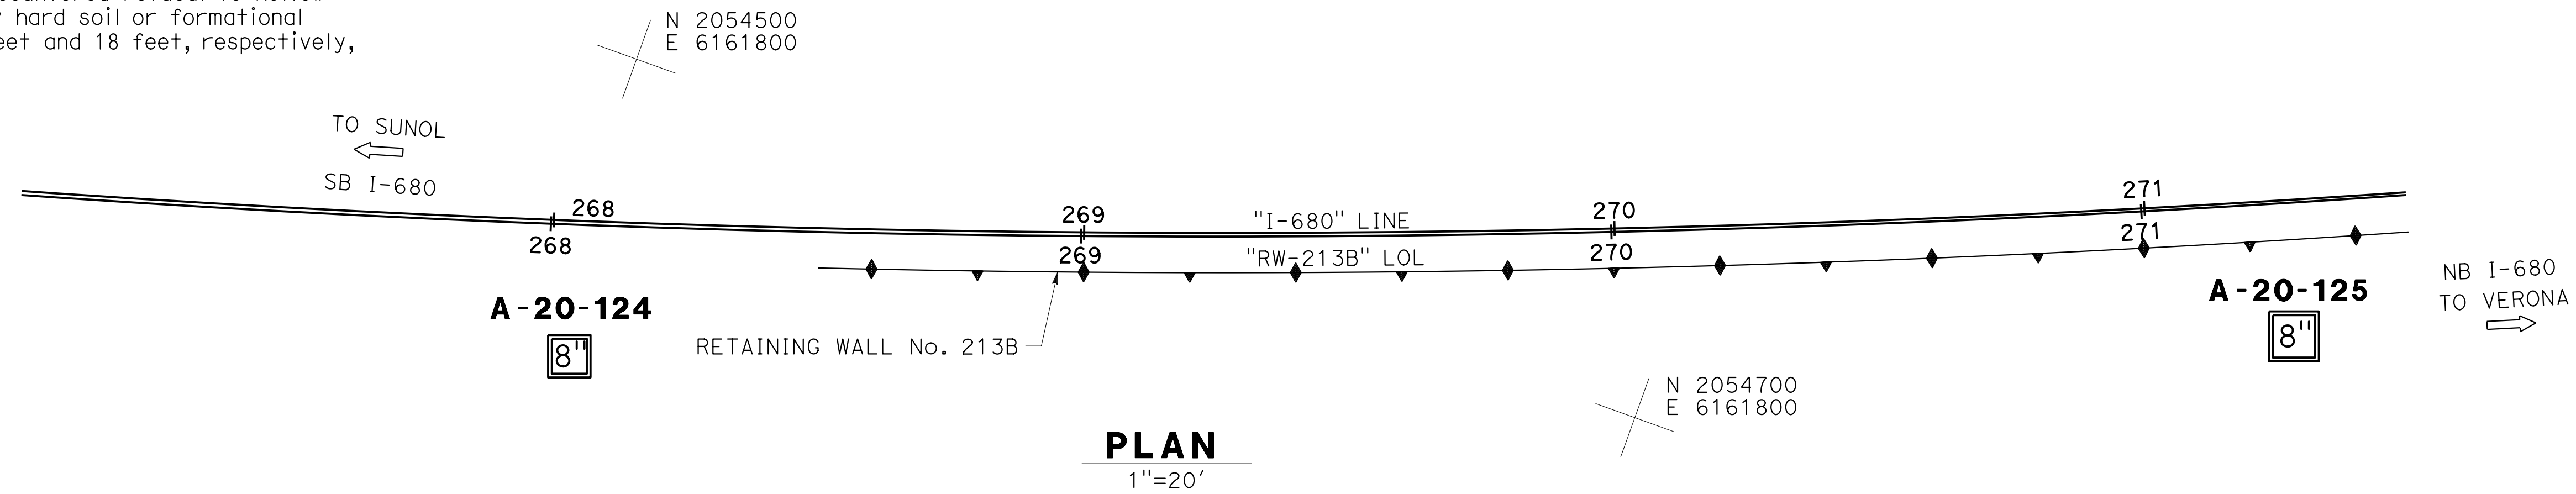 hard soil or formational
eet and 18 feet, respectively,
N 2054500
E 6161800
TO SUNOL
SB I-680
268
268
269
269
"I-680" LINE
"RW-213B" LOL
270
270
271
271
A-20-124
8"
RETAINING WALL No. 213B
A-20-125
8"
NB I-680
TO VERONA
N 2054700
E 6161800
PLAN
1"=20'